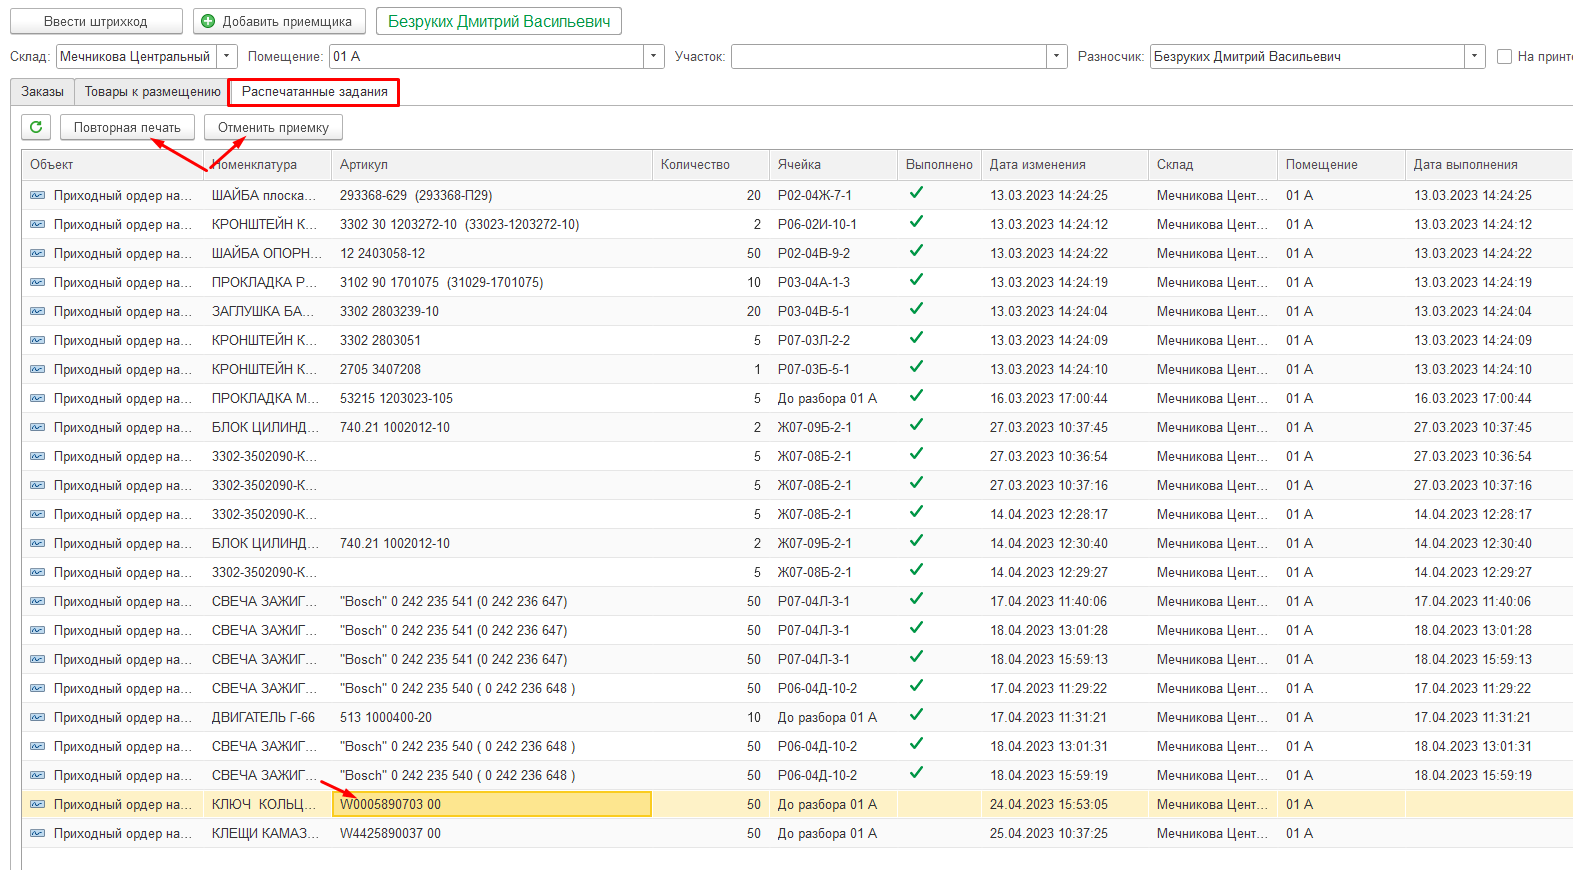 Ввести штрихкод Добавить приемщика Безруких Дмитрий Васильевич
Склад: Мечникова Центральный Помещение: 01 А Участок: Разносчик: Безруких Дмитрий Васильевич На принте
Заказы Товары к размещению Распечатанные задания
Повторная печать Отменить приемку
Объект Номенклатура Артикул Количество Ячейка Выполнено Дата изменения Склад Помещение Дата выполнения
Приходный ордер на... ШАЙБА плоска... 293368-629 (293368-П29) 20 Р02-04Ж-7-1 13.03.2023 14:24:25 Мечникова Цент... 01 А 13.03.2023 14:24:25
Приходный ордер на... КРОНШТЕЙН К... 3302 30 1203272-10 (33023-1203272-10) 2 Р06-02И-10-1 13.03.2023 14:24:12 Мечникова Цент... 01 А 13.03.2023 14:24:12
Приходный ордер на... ШАЙБА ОПОРН... 12 2403058-12 50 Р02-04В-9-2 13.03.2023 14:24:22 Мечникова Цент... 01 А 13.03.2023 14:24:22
Приходный ордер на... ПРОКЛАДКА Р... 3102 90 1701075 (31029-1701075) 10 Р03-04А-1-3 13.03.2023 14:24:19 Мечникова Цент... 01 А 13.03.2023 14:24:19
Приходный ордер на... ЗАГЛУШКА БА... 3302 2803239-10 20 Р03-04В-5-1 13.03.2023 14:24:04 Мечникова Цент... 01 А 13.03.2023 14:24:04
Приходный ордер на... КРОНШТЕЙН К... 3302 2803051 5 Р07-03Л-2-2 13.03.2023 14:24:09 Мечникова Цент... 01 А 13.03.2023 14:24:09
Приходный ордер на... КРОНШТЕЙН К... 2705 3407208 1 Р07-03Б-5-1 13.03.2023 14:24:10 Мечникова Цент... 01 А 13.03.2023 14:24:10
Приходный ордер на... ПРОКЛАДКА М... 53215 1203023-105 5 До разбора 01 А 16.03.2023 17:00:44 Мечникова Цент... 01 А 16.03.2023 17:00:44
Приходный ордер на... БЛОК ЦИЛИНД... 740.21 1002012-10 2 Ж07-09Б-2-1 27.03.2023 10:37:45 Мечникова Цент... 01 А 27.03.2023 10:37:45
Приходный ордер на... 3302-3502090-К... 5 Ж07-08Б-2-1 27.03.2023 10:36:54 Мечникова Цент... 01 А 27.03.2023 10:36:54
Приходный ордер на... 3302-3502090-К... 5 Ж07-08Б-2-1 27.03.2023 10:37:16 Мечникова Цент... 01 А 27.03.2023 10:37:16
Приходный ордер на... 3302-3502090-К... 5 Ж07-08Б-2-1 14.04.2023 12:28:17 Мечникова Цент... 01 А 14.04.2023 12:28:17
Приходный ордер на... БЛОК ЦИЛИНД... 740.21 1002012-10 2 Ж07-09Б-2-1 14.04.2023 12:30:40 Мечникова Цент... 01 А 14.04.2023 12:30:40
Приходный ордер на... 3302-3502090-К... 5 Ж07-08Б-2-1 14.04.2023 12:29:27 Мечникова Цент... 01 А 14.04.2023 12:29:27
Приходный ордер на... СВЕЧА ЗАЖИГ... "Bosch" 0 242 235 541 (0 242 236 647) 50 Р07-04Л-3-1 17.04.2023 11:40:06 Мечникова Цент... 01 А 17.04.2023 11:40:06
Приходный ордер на... СВЕЧА ЗАЖИГ... "Bosch" 0 242 235 541 (0 242 236 647) 50 Р07-04Л-3-1 18.04.2023 13:01:28 Мечникова Цент... 01 А 18.04.2023 13:01:28
Приходный ордер на... СВЕЧА ЗАЖИГ... "Bosch" 0 242 235 541 (0 242 236 647) 50 Р07-04Л-3-1 18.04.2023 15:59:13 Мечникова Цент... 01 А 18.04.2023 15:59:13
Приходный ордер на... СВЕЧА ЗАЖИГ... "Bosch" 0 242 235 540 ( 0 242 236 648 ) 50 Р06-04Д-10-2 17.04.2023 11:29:22 Мечникова Цент... 01 А 17.04.2023 11:29:22
Приходный ордер на... ДВИГАТЕЛЬ Г-66 513 1000400-20 10 До разбора 01 А 17.04.2023 11:31:21 Мечникова Цент... 01 А 17.04.2023 11:31:21
Приходный ордер на... СВЕЧА ЗАЖИГ... "Bosch" 0 242 235 540 ( 0 242 236 648 ) 50 Р06-04Д-10-2 18.04.2023 13:01:31 Мечникова Цент... 01 А 18.04.2023 13:01:31
Приходный ордер на... СВЕЧА ЗАЖИГ... "Bosch" 0 242 235 540 ( 0 242 236 648 ) 50 Р06-04Д-10-2 18.04.2023 15:59:19 Мечникова Цент... 01 А 18.04.2023 15:59:19
Приходный ордер на... КЛЮЧ КОЛЬЦ... W0005890703 00 50 До разбора 01 А 24.04.2023 15:53:05 Мечникова Цент... 01 А
Приходный ордер на... КЛЕЩИ КАМАЗ... W4425890037 00 50 До разбора 01 А 25.04.2023 10:37:25 Мечникова Цент... 01 А